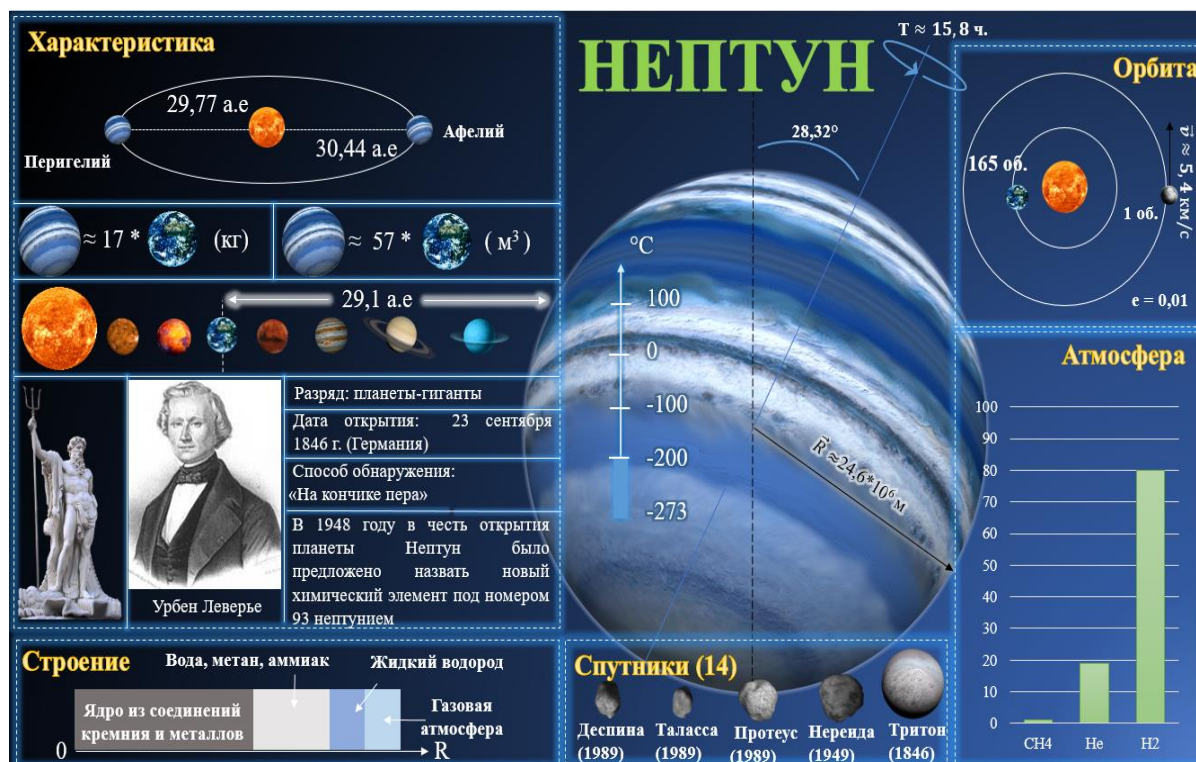 Характеристика
29,77 а.е
30,44 а.е
Афелий
Перигелий
≈ 17 * (кг)
≈ 57 * ( м³ )
29,1 а.е
Урбен Леверье
Разряд: планеты-гиганты
Дата открытия: 23 сентября
1846 г. (Германия)
Способ обнаружения:
«На кончике пера»
В 1948 году в честь открытия
планеты Нептун было
предложено назвать новый
химический элемент под номером
93 нептунием
Строение
Вода, метан, аммиак
Жидкий водород
Ядро из соединений
кремния и металлов
Газовая
атмосфера
0
R
НЕПТУН
T ≈ 15,8 ч.
28,32°
°C
100
0
-100
-200
-273
R⃗ ≈24,6*10⁶ м
Спутники (14)
Деспина
(1989)
Таласса
(1989)
Протеус
(1989)
Нереида
(1949)
Тритон
(1846)
Орбита
165 об.
1 об.
v⃗ ≈ 5,4 км/с
e = 0,01
Атмосфера
100
90
80
70
60
50
40
30
20
10
0
CH4
He
H2